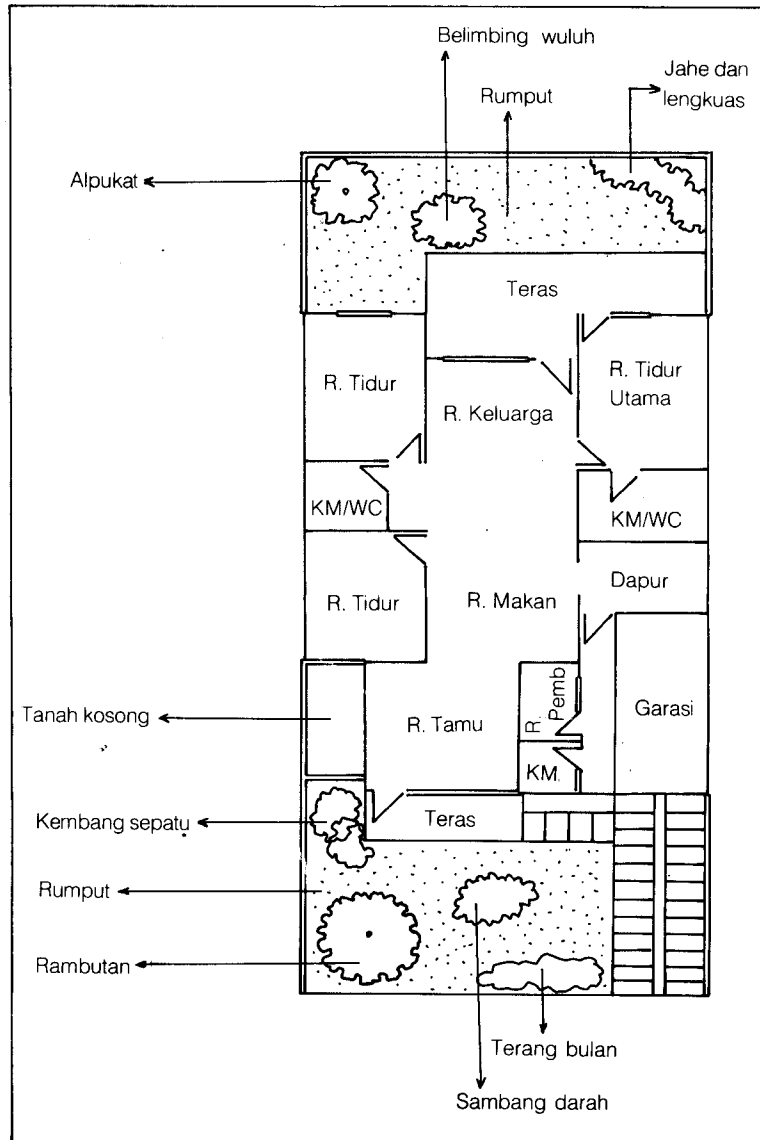 Belimbing wuluh
Rumput
Jahe dan
lengkuas
Alpukat
Teras
R. Tidur
R. Tidur
Utama
R. Keluarga
KM/WC
KM/WC
Dapur
R. Tidur
R. Makan
R. Pemb
Garasi
Tanah kosong
R. Tamu
KM.
Kembang sepatu
Teras
Rumput
Rambutan
Terang bulan
Sambang darah